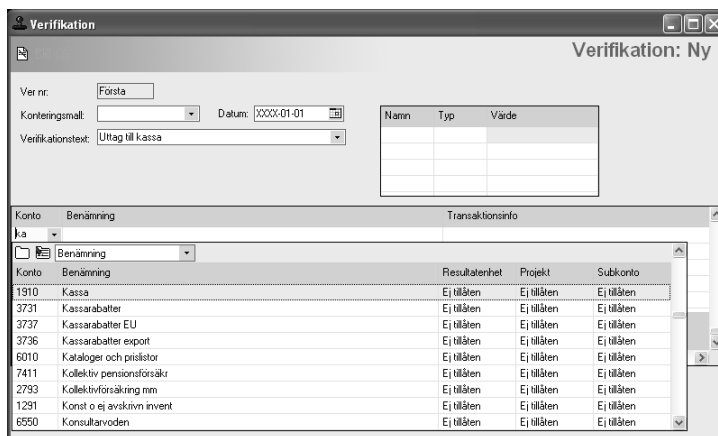 Verifikation
Verifikation: Ny
Ver nr: Första
Konteringsmall: Datum: XXXX-01-01
Verifikationstext: Uttag till kassa
Namn Typ Värde
Konto Benämning Transaktionsinfo
ka
Benämning
Konto Benämning Resultatenhet Projekt Subkonto
1910 Kassa Ej tillåten Ej tillåten Ej tillåten
3731 Kassarabatter Ej tillåten Ej tillåten Ej tillåten
3737 Kassarabatter EU Ej tillåten Ej tillåten Ej tillåten
3736 Kassarabatter export Ej tillåten Ej tillåten Ej tillåten
6010 Kataloger och prislistor Ej tillåten Ej tillåten Ej tillåten
7411 Kollektiv pensionsförsäkr Ej tillåten Ej tillåten Ej tillåten
2793 Kollektivförsäkring mm Ej tillåten Ej tillåten Ej tillåten
1291 Konst o ej avskrivn invent Ej tillåten Ej tillåten Ej tillåten
6550 Konsultarvoden Ej tillåten Ej tillåten Ej tillåten